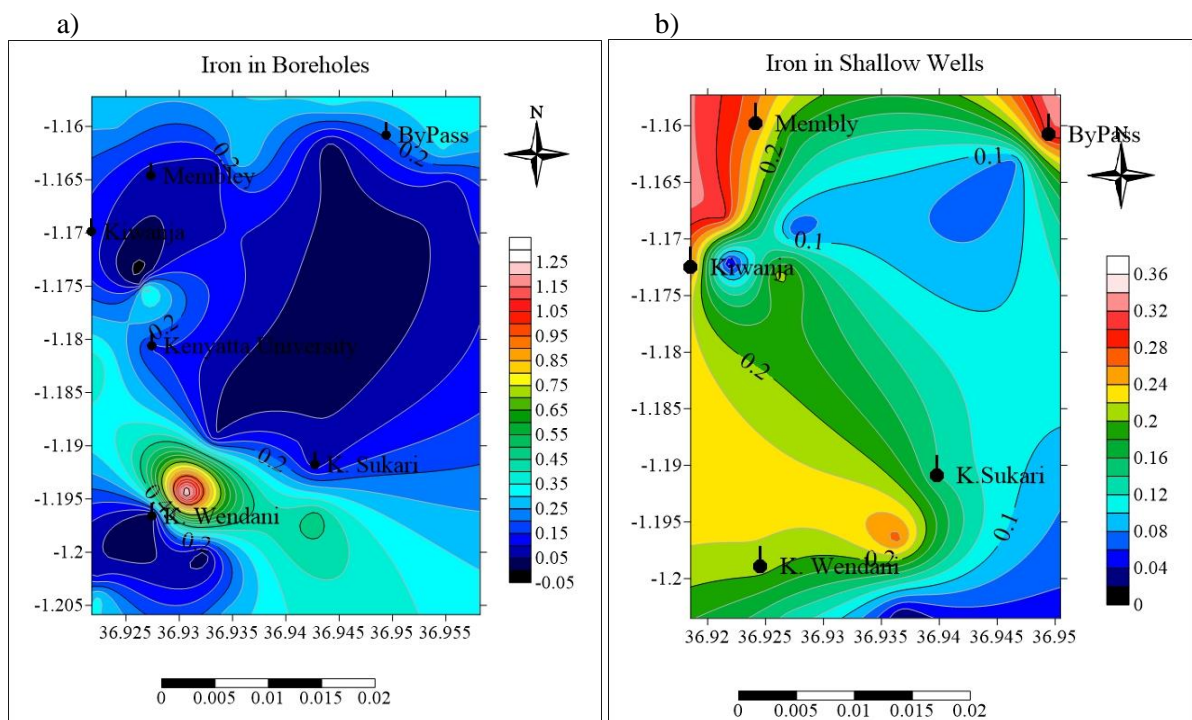 a)
Iron in Boreholes
N
-1.16
-1.165
-1.17
-1.175
-1.18
-1.185
-1.19
-1.195
-1.2
-1.205
ByPass
0.2
0.2
Membley
Kiwanja
0.2
Kenyatta University
0.2
K. Sukari
K. Wendani
0.2
1.25
1.15
1.05
0.95
0.85
0.75
0.65
0.55
0.45
0.35
0.25
0.15
0.05
-0.05
36.925 36.93 36.935 36.94 36.945 36.95 36.955
0 0.005 0.01 0.015 0.02
b)
Iron in Shallow Wells
N
-1.16
-1.165
-1.17
-1.175
-1.18
-1.185
-1.19
-1.195
-1.2
Membly
ByPass
0.2
0.1
0.1
Kiwanja
0.2
K.Sukari
0.1
0.2
K. Wendani
0.36
0.32
0.28
0.24
0.2
0.16
0.12
0.08
0.04
0
36.92 36.925 36.93 36.935 36.94 36.945 36.95
0 0.005 0.01 0.015 0.02